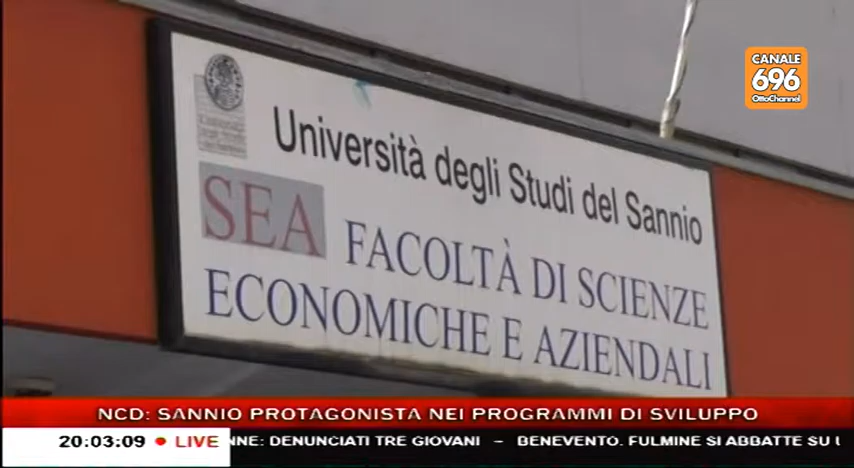 CANALE
696
OttoChannel
Università degli Studi del Sannio
SEA FACOLTÀ DI SCIENZE
ECONOMICHE E AZIENDALI
NCD: SANNIO PROTAGONISTA NEI PROGRAMMI DI SVILUPPO
20:03:09 LIVE NNE: DENUNCIATI TRE GIOVANI – BENEVENTO. FULMINE SI ABBATTE SU